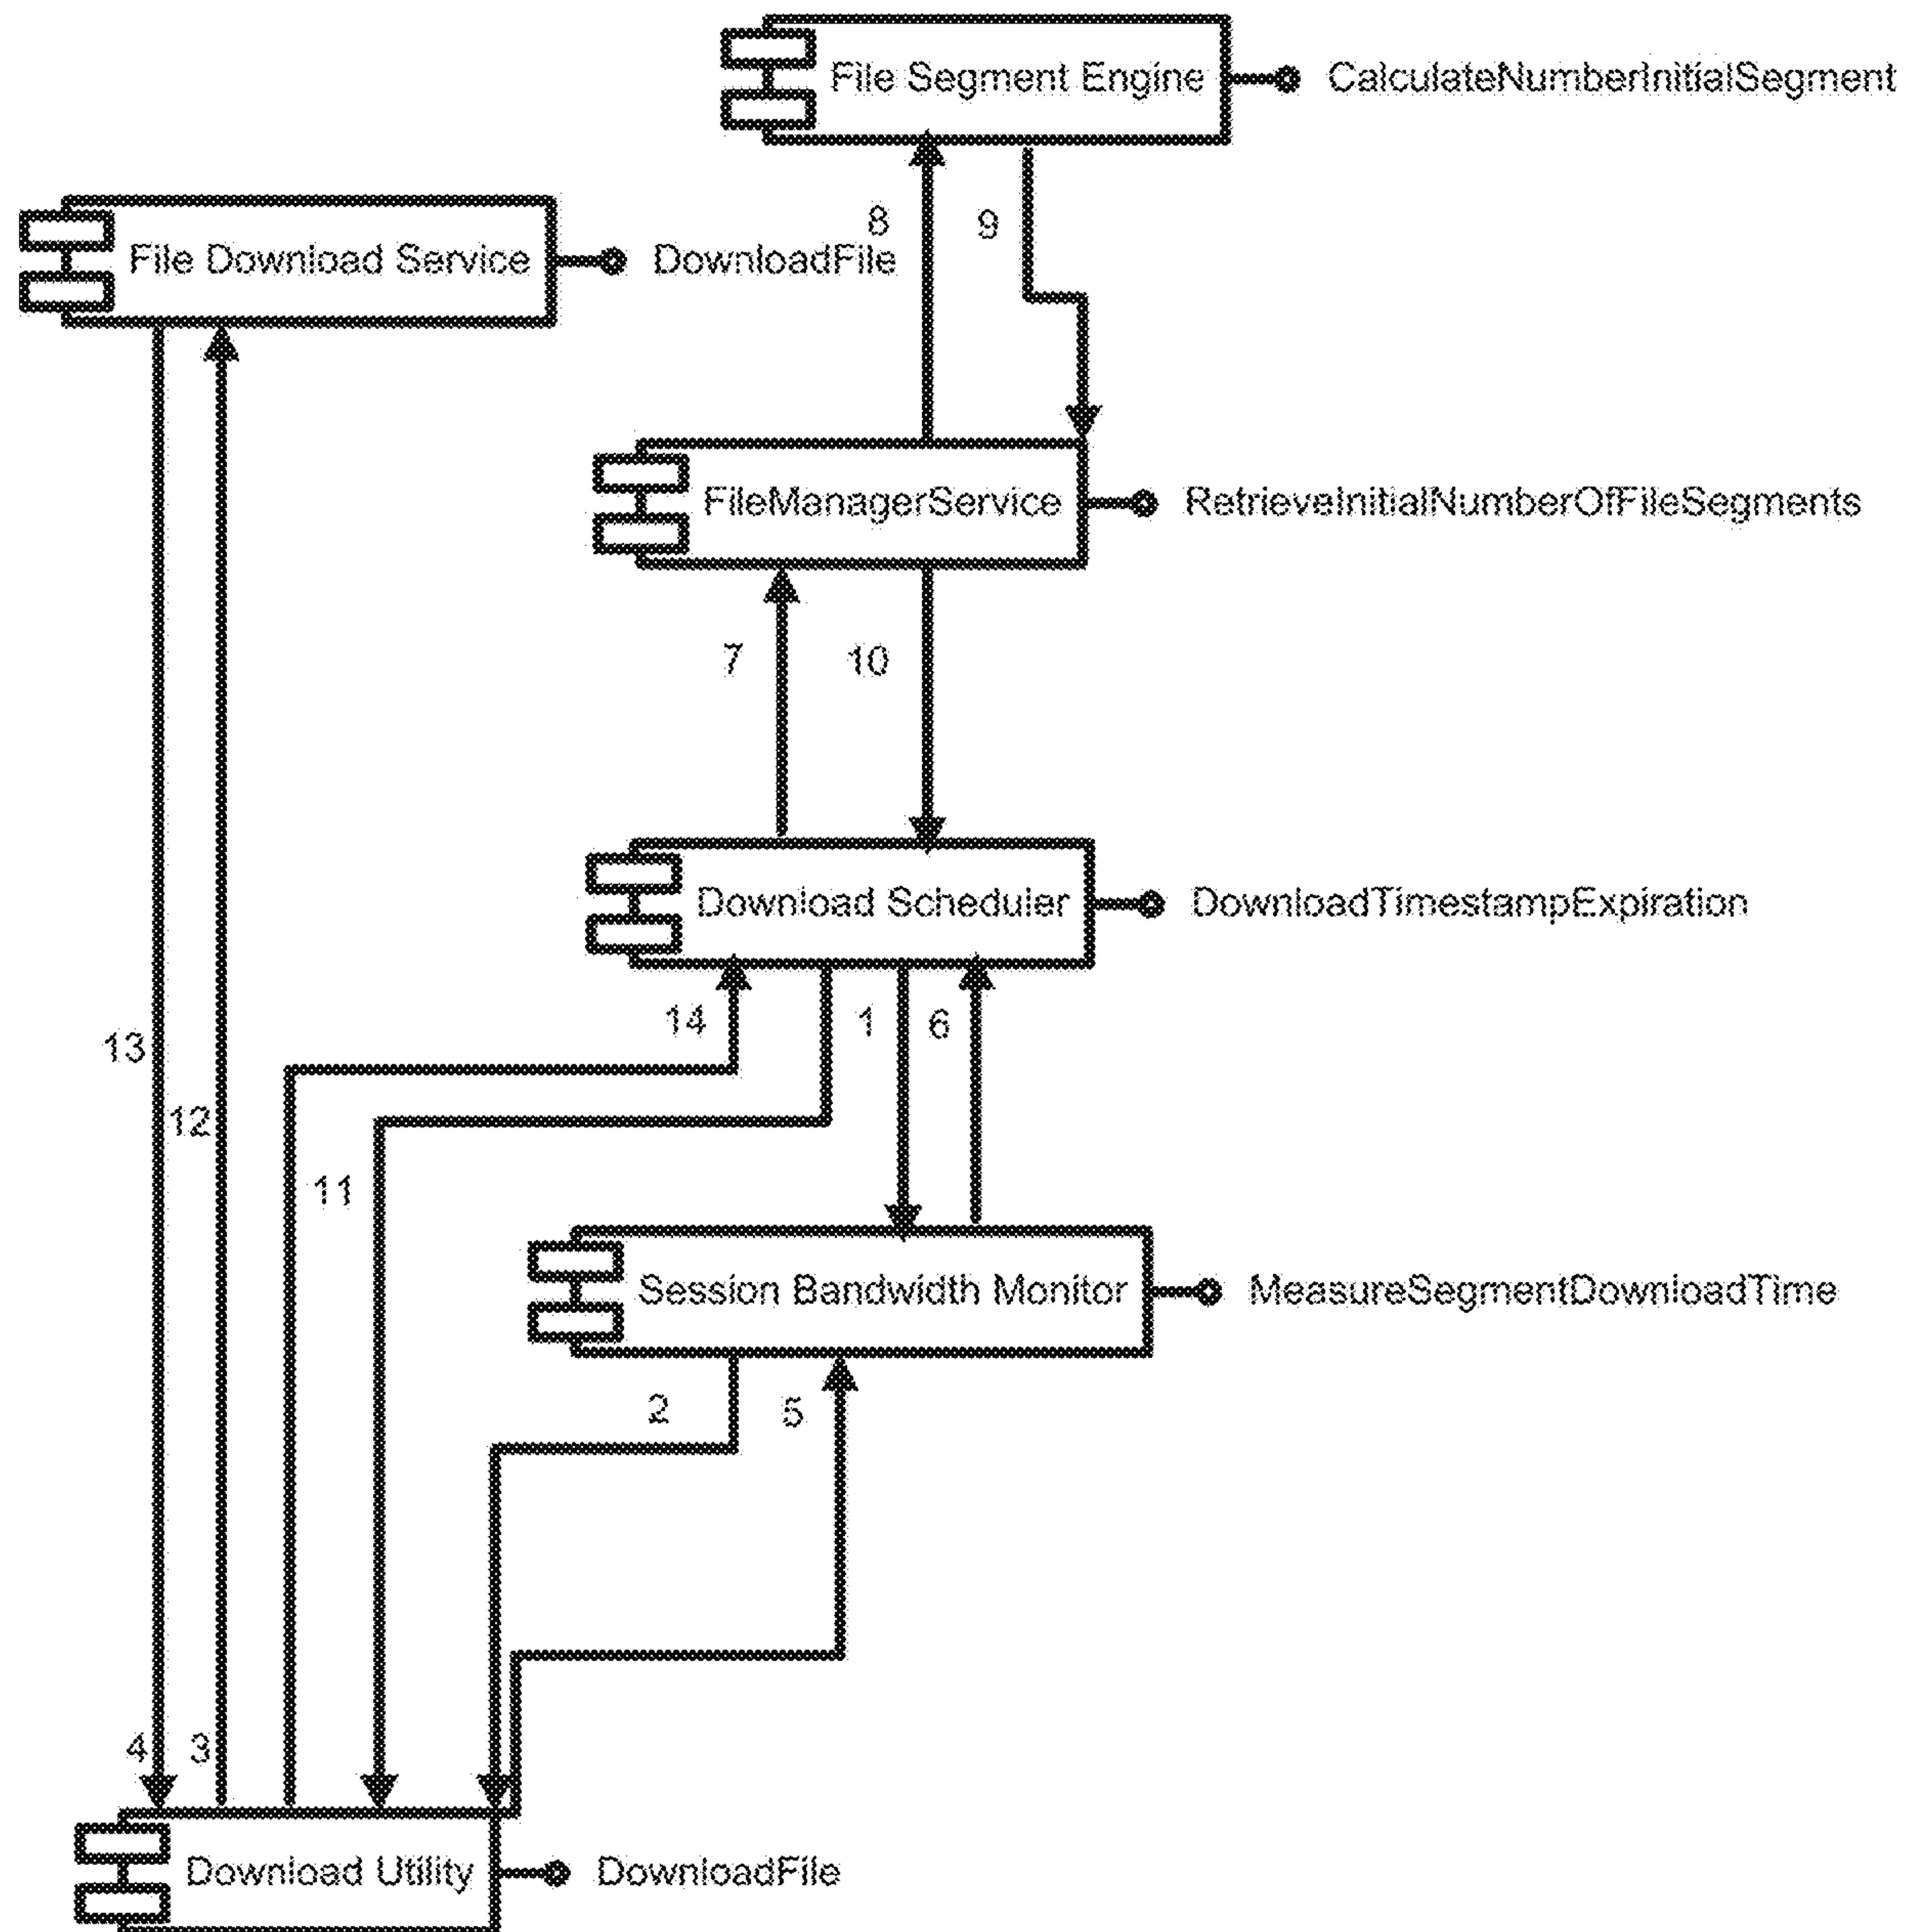 File Segment Engine
CalculateNumberInitialSegment
8
9
File Download Service
DownloadFile
FileManagerService
RetrieveInitialNumberOfFileSegments
7
10
Download Scheduler
DownloadTimestampExpiration
14
1
6
13
12
11
Session Bandwidth Monitor
MeasureSegmentDownloadTime
2
5
4
3
Download Utility
DownloadFile